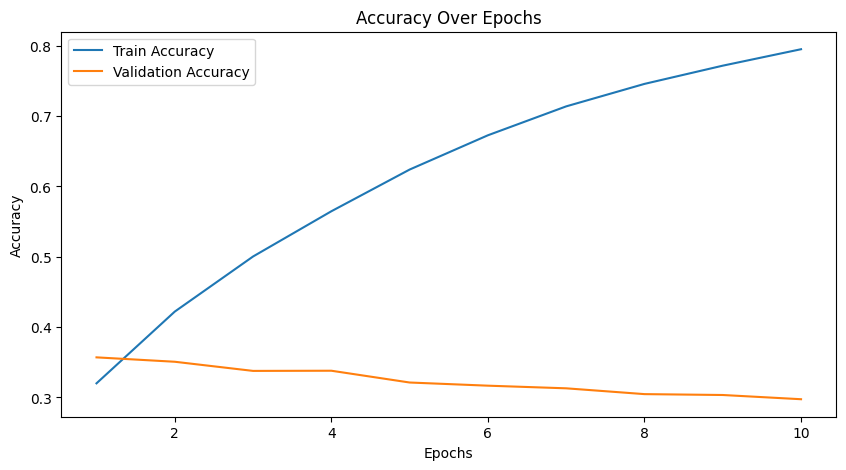 Accuracy Over Epochs
Train Accuracy
Validation Accuracy
Accuracy
0.8
0.7
0.6
0.5
0.4
0.3
2 4 6 8 10
Epochs